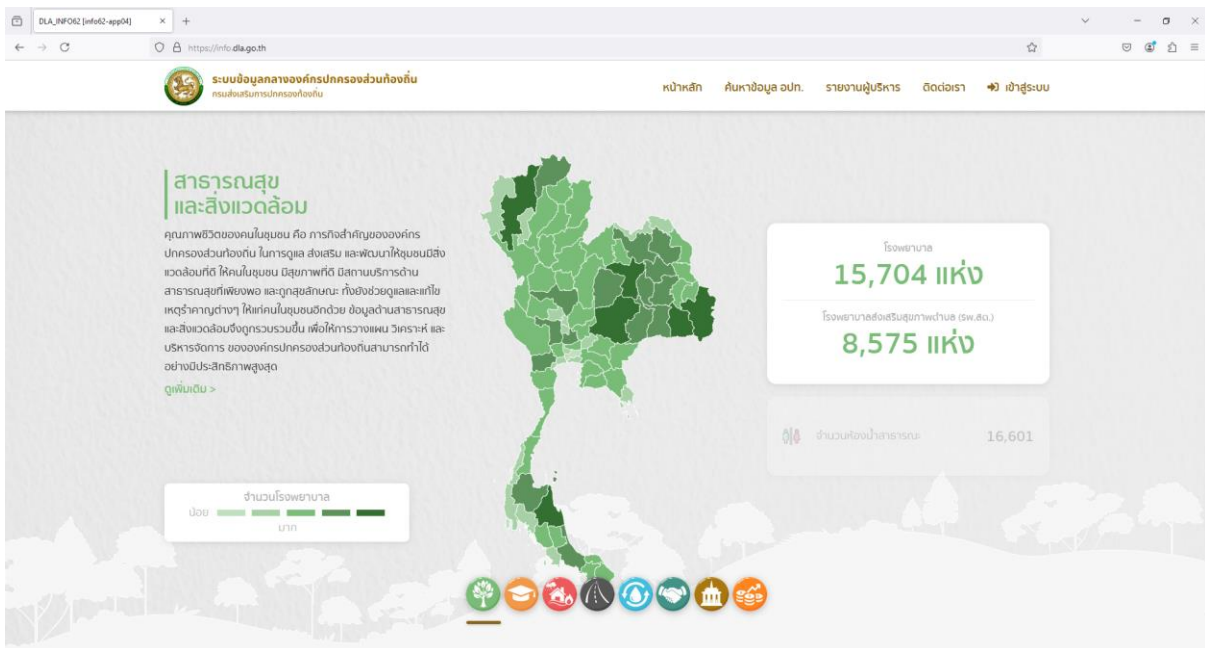 DLA_INFO62 [info62-app04]
https://info.dla.go.th
ระบบข้อมูลกลางองค์กรปกครองส่วนท้องถิ่น
กรมส่งเสริมการปกครองท้องถิ่น
หน้าหลัก ค้นหาข้อมูล อปท. รายงานผู้บริหาร ติดต่อเรา เข้าสู่ระบบ
สาธารณสุข
และสิ่งแวดล้อม
คุณภาพชีวิตของคนในชุมชน คือ ภารกิจสำคัญขององค์กร
ปกครองส่วนท้องถิ่น ในการดูแล ส่งเสริม และพัฒนาให้ชุมชนมีสิ่ง
แวดล้อมที่ดี ให้คนในชุมชน มีสุขภาพที่ดี มีสถานบริการด้าน
สาธารณสุขที่เพียงพอ และถูกสุขลักษณะ ทั้งยังช่วยดูแลและแก้ไข
เหตุรำคาญต่างๆ ให้แก่คนในชุมชนอีกด้วย ข้อมูลด้านสาธารณสุข
และสิ่งแวดล้อมจึงถูกรวบรวมขึ้น เพื่อให้การวางแผน วิเคราะห์ และ
บริหารจัดการ ขององค์กรปกครองส่วนท้องถิ่นสามารถทำได้
อย่างมีประสิทธิภาพสูงสุด
ดูเพิ่มเติม >
โรงพยาบาล
15,704 แห่ง
โรงพยาบาลส่งเสริมสุขภาพตำบล (รพ.สต.)
8,575 แห่ง
จำนวนห้องน้ำสาธารณะ 16,601
จำนวนโรงพยาบาล
น้อย
มาก